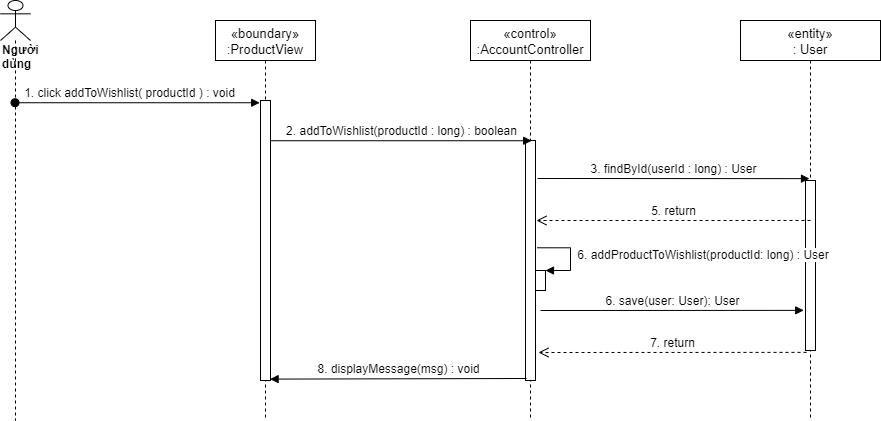 «boundary»
:ProductView
«control»
:AccountController
«entity»
: User
Người
dùng
1. click addToWishlist( productId ) : void
2. addToWishlist(productId : long) : boolean
3. findById(userId : long) : User
5. return
6. addProductToWishlist(productId: long) : User
6. save(user: User): User
7. return
8. displayMessage(msg) : void